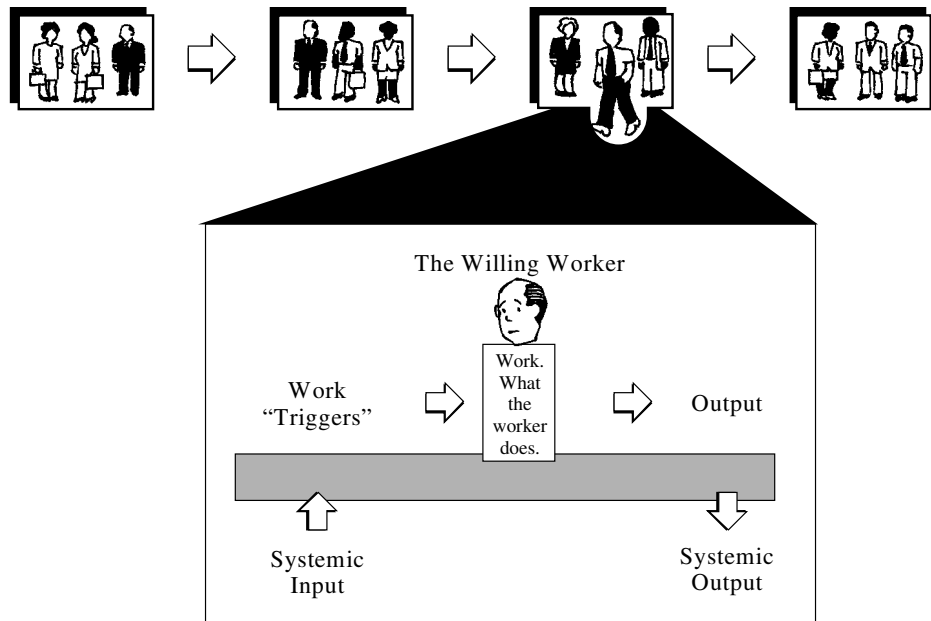 The Willing Worker
Work.
What
the
worker
does.
Work
“Triggers”
Output
Systemic
Input
Systemic
Output